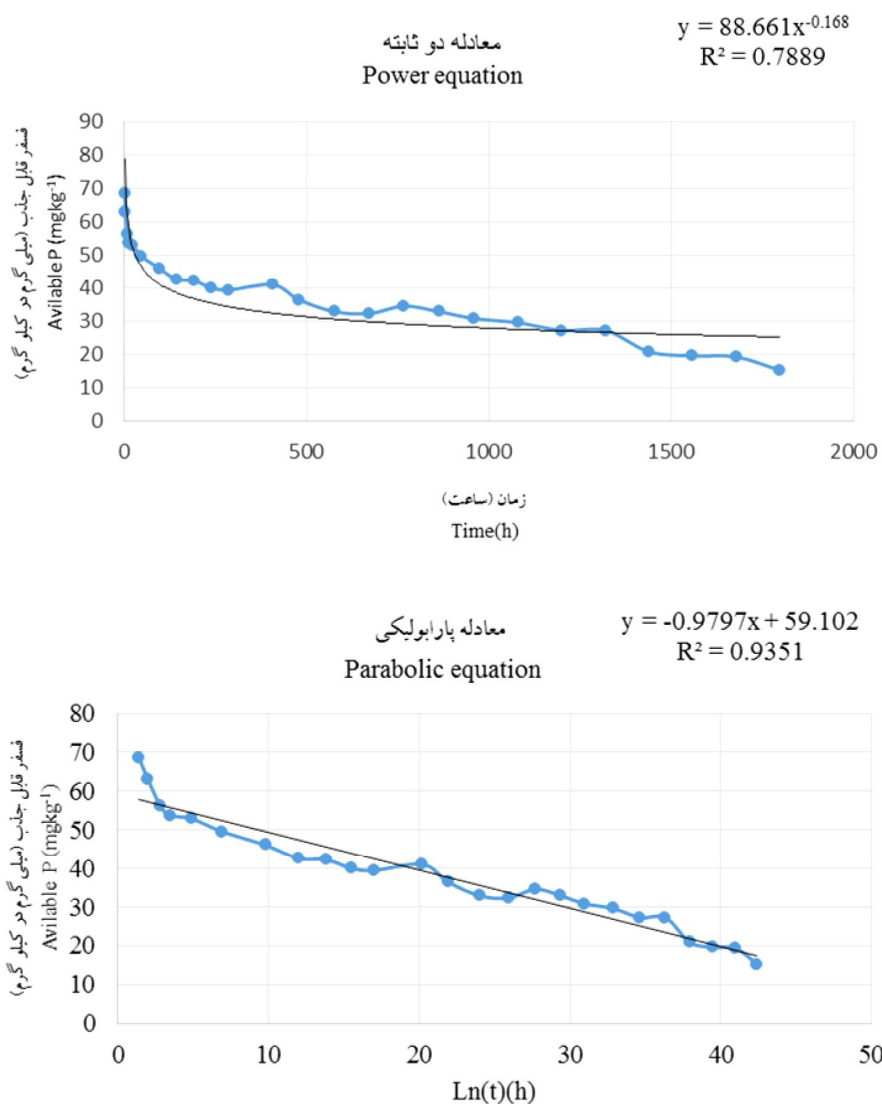 معادله دو ثابته
Power equation
y = 88.661x^-0.168
R² = 0.7889
فسفر قابل جذب (میلی گرم در کیلو گرم)
Avilable P (mgkg⁻¹)
90
80
70
60
50
40
30
20
10
0
0 500 1000 1500 2000
زمان (ساعت)
Time(h)
معادله پارابولیکی
Parabolic equation
y = -0.9797x + 59.102
R² = 0.9351
فسفر قابل جذب (میلی گرم در کیلو گرم)
Avilable P (mgkg⁻¹)
80
70
60
50
40
30
20
10
0
0 10 20 30 40 50
Ln(t)(h)